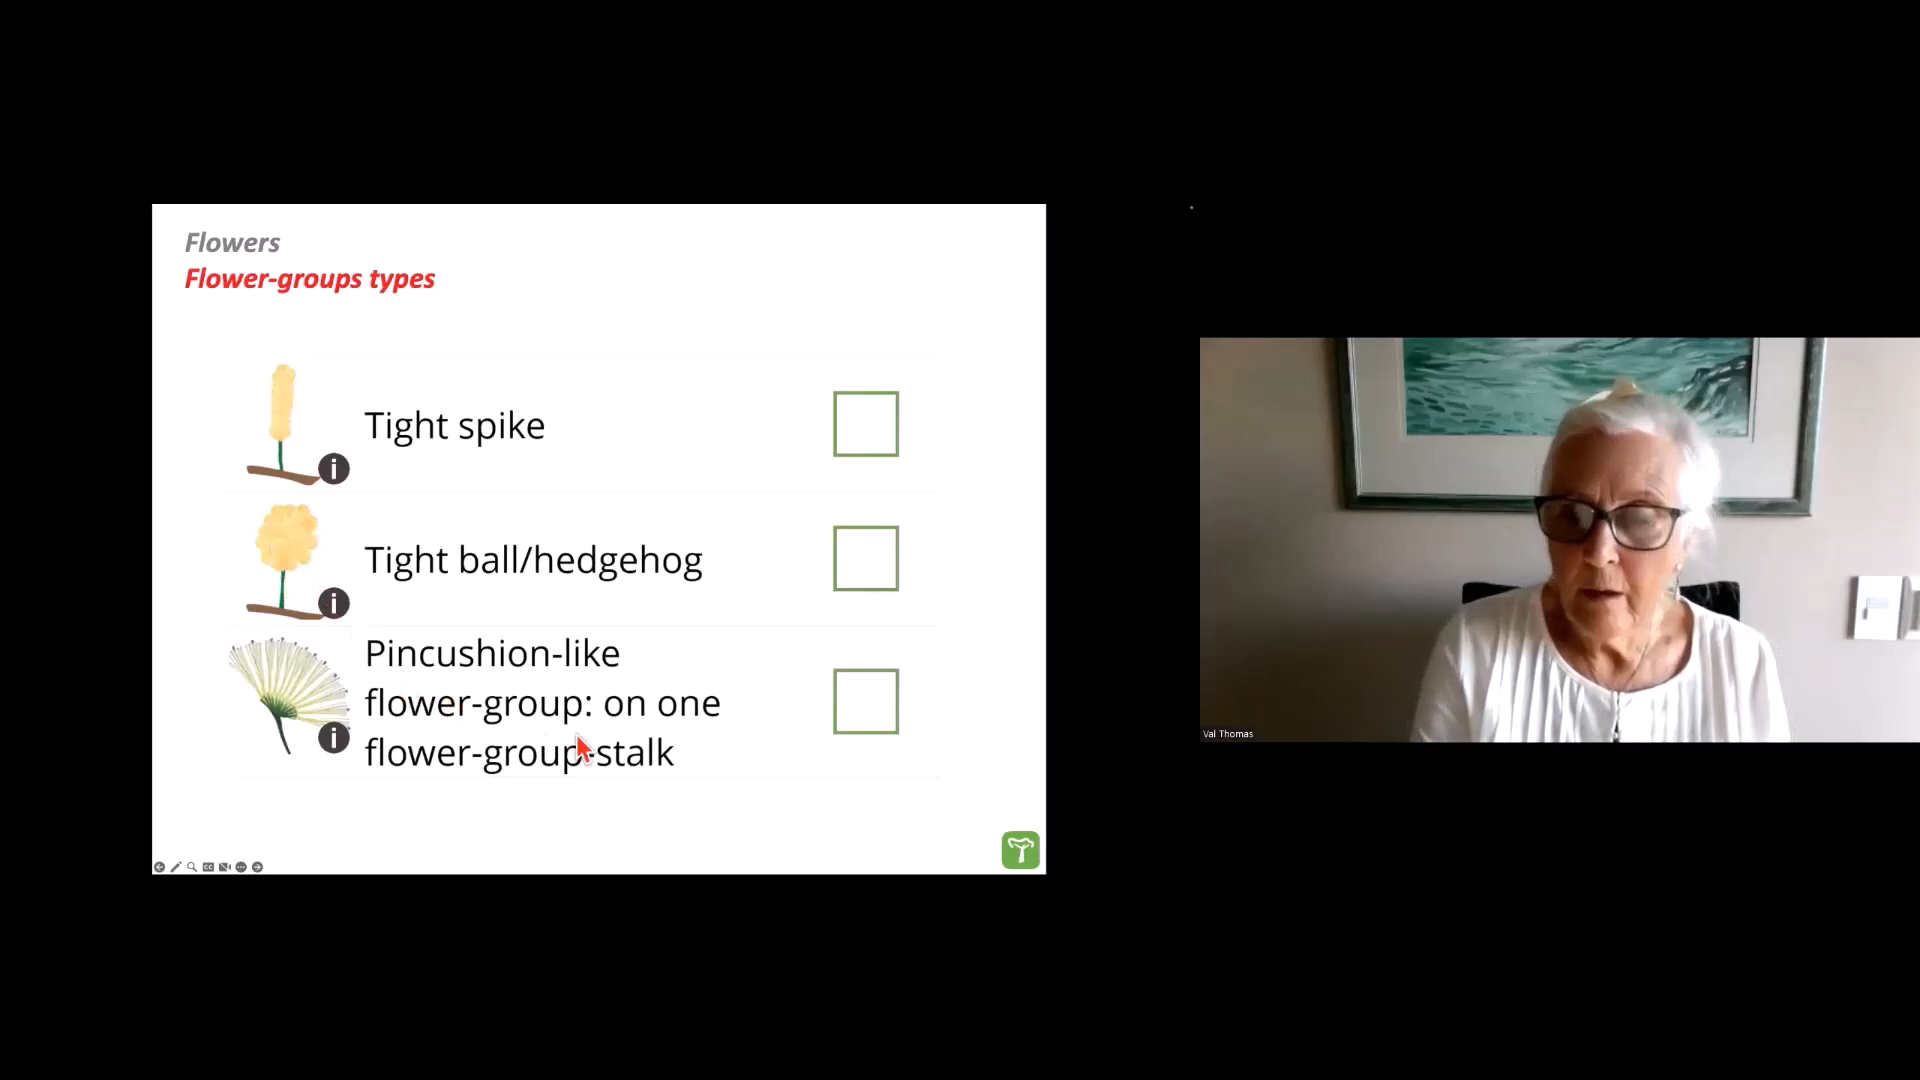 Flowers
Flower-groups types
Tight spike
i
Tight ball/hedgehog
i
Pincushion-like
flower-group: on one
flower-group-stalk
i
Val Thomas